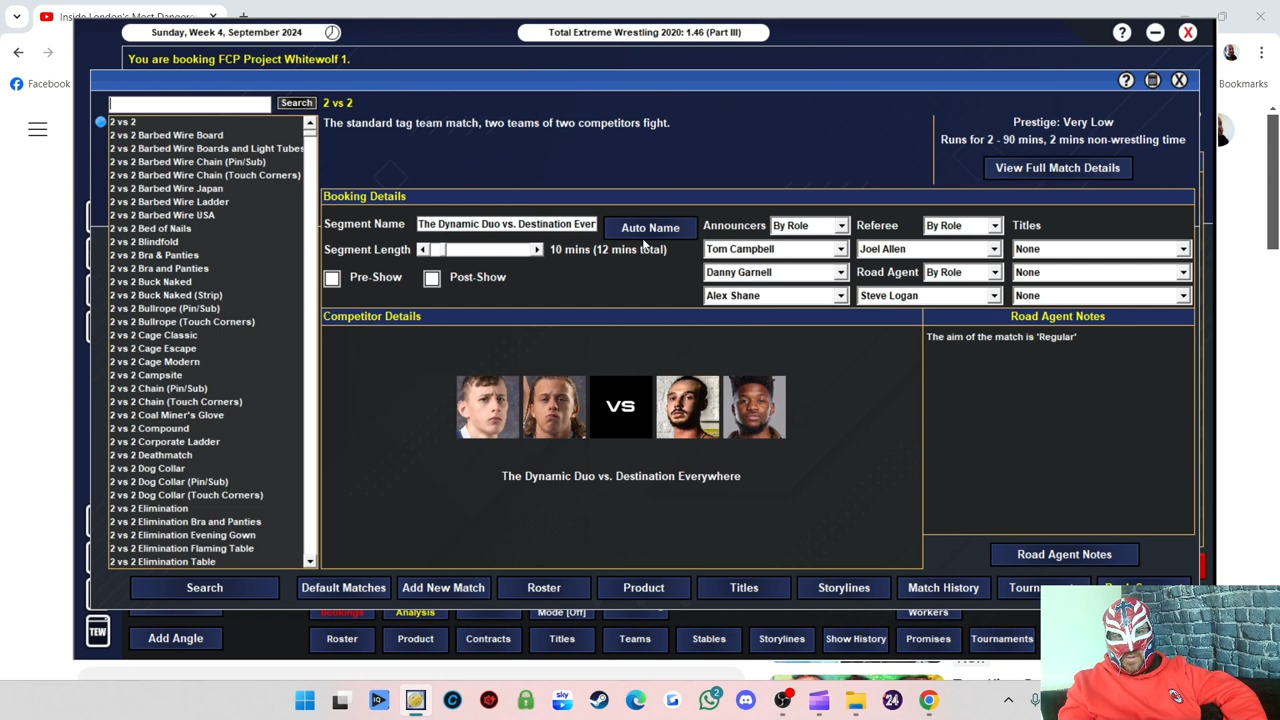 Inside London's Most Dangero
Sunday, Week 4, September 2024
Total Extreme Wrestling 2020: 1.46 (Part III)
You are booking FCP Project Whitewolf 1.
Facebook
Bookmarks
Search
2 vs 2
The standard tag team match, two teams of two competitors fight.
Prestige: Very Low
Runs for 2 - 90 mins, 2 mins non-wrestling time
View Full Match Details
2 vs 2
2 vs 2 Barbed Wire Board
2 vs 2 Barbed Wire Boards and Light Tubes
2 vs 2 Barbed Wire Chain (Pin/Sub)
2 vs 2 Barbed Wire Chain (Touch Corners)
2 vs 2 Barbed Wire Japan
2 vs 2 Barbed Wire Ladder
2 vs 2 Barbed Wire USA
2 vs 2 Bed of Nails
2 vs 2 Blindfold
2 vs 2 Bra & Panties
2 vs 2 Bra and Panties
2 vs 2 Buck Naked
2 vs 2 Buck Naked (Strip)
2 vs 2 Bullrope (Pin/Sub)
2 vs 2 Bullrope (Touch Corners)
2 vs 2 Cage Classic
2 vs 2 Cage Escape
2 vs 2 Cage Modern
2 vs 2 Campsite
2 vs 2 Chain (Pin/Sub)
2 vs 2 Chain (Touch Corners)
2 vs 2 Coal Miner's Glove
2 vs 2 Compound
2 vs 2 Corporate Ladder
2 vs 2 Deathmatch
2 vs 2 Dog Collar
2 vs 2 Dog Collar (Pin/Sub)
2 vs 2 Dog Collar (Touch Corners)
2 vs 2 Elimination
2 vs 2 Elimination Bra and Panties
2 vs 2 Elimination Evening Gown
2 vs 2 Elimination Flaming Table
2 vs 2 Elimination Table
Booking Details
Segment Name The Dynamic Duo vs. Destination Ever Auto Name Announcers By Role Referee By Role Titles
Segment Length 10 mins (12 mins total) Tom Campbell Joel Allen None
Pre-Show Post-Show Danny Garnell Road Agent By Role None
Alex Shane Steve Logan None
Competitor Details
Road Agent Notes
The aim of the match is 'Regular'
VS
The Dynamic Duo vs. Destination Everywhere
Road Agent Notes
Search Default Matches Add New Match Roster Product Titles Storylines Match History
Bookings Analysis Mode [Off] Workers
TEW Add Angle Roster Product Contracts Titles Teams Stables Storylines Show History Promises Tournaments
sky
2
24